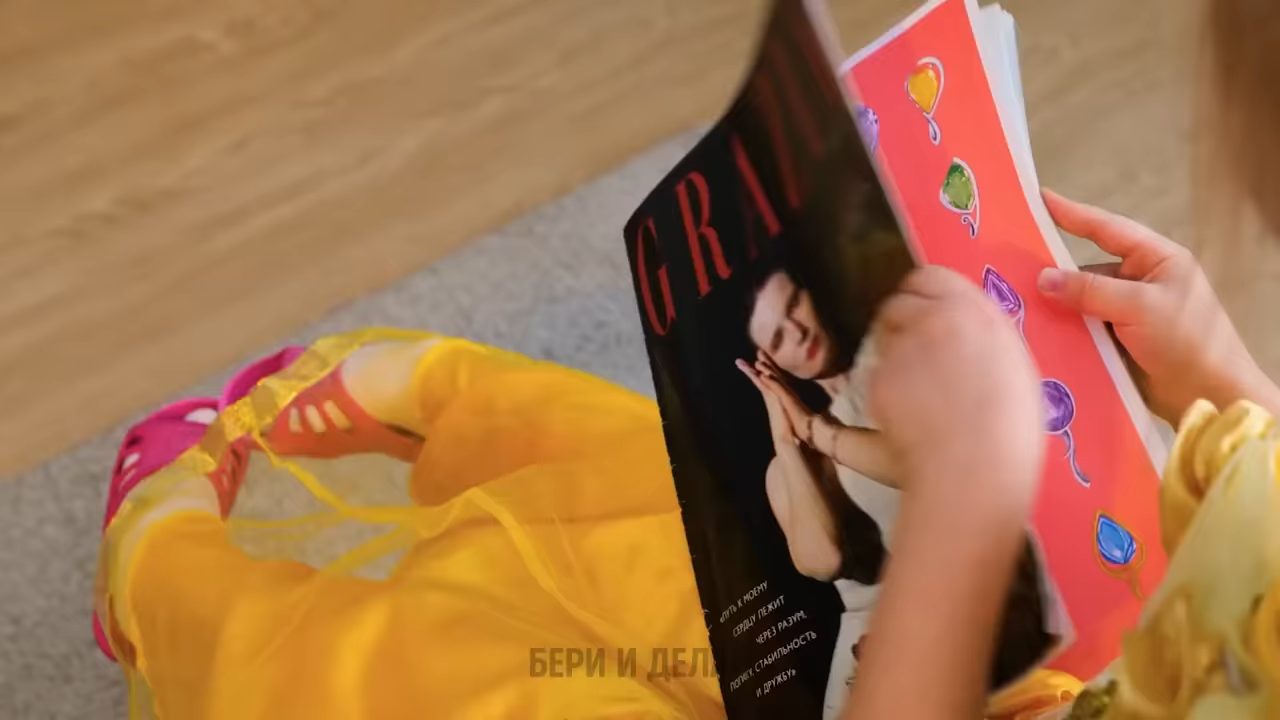 GRA
«ПУТЬ К МОЕМУ
СЕРДЦУ ЛЕЖИТ
ЧЕРЕЗ РАЗУМ,
ЛОГИКУ, СТАБИЛЬНОСТЬ
И ДРУЖБУ»
БЕРИ И ДЕЛ